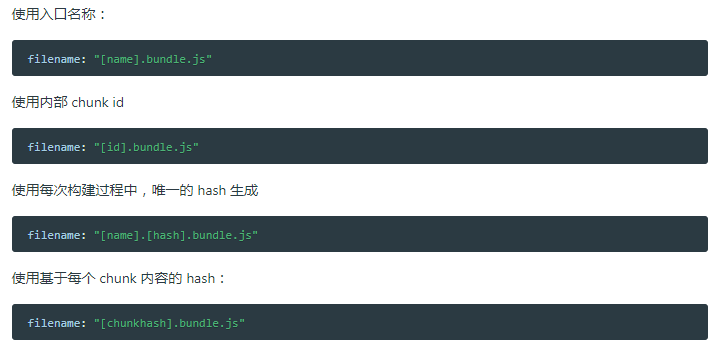 使用入口名称：
filename: "[name].bundle.js"
使用内部 chunk id
filename: "[id].bundle.js"
使用每次构建过程中，唯一的 hash 生成
filename: "[name].[hash].bundle.js"
使用基于每个 chunk 内容的 hash：
filename: "[chunkhash].bundle.js"